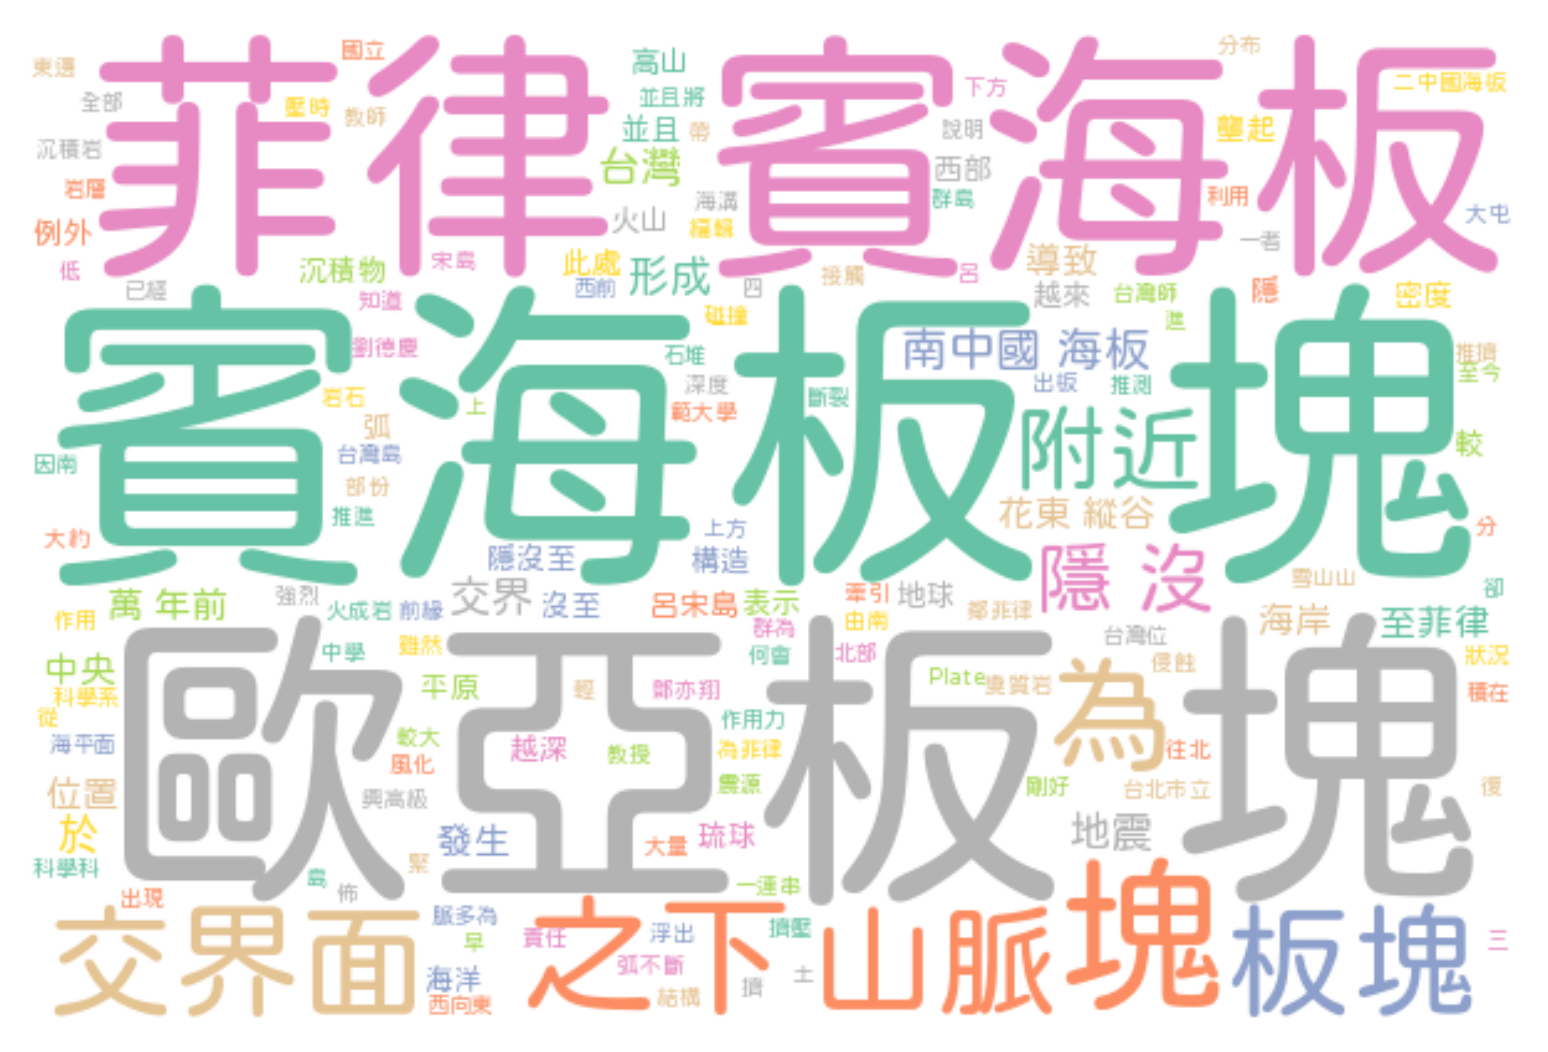 菲律 賓海板
賓海板 塊
歐亞板 塊
交界面 之下 山脈 塊 板塊
東邊
國立
全部
壓時
教師
沉積岩
岩層
例外
低
已經
沉積物
知道
宋島
劉德慶
高山
並且將
並且
帶
台灣
火山
海溝
編輯
此處
西前
形成
碰撞
四
下方
說明
西部
群島
接觸
呂
導致
越來
台灣師
進
分布
二中國海板
壟起
利用
大屯
一者
隱
密度
推擠
至今
南中國 海板
出板
推測
石堆
深度
範大學
斷裂
岩石
上
弧
台灣島
部份
推進
因南
大約
附近
花東 縱谷
較
分
隱沒至
上方
構造
隱 沒
雪山山
卻
萬 年前
強烈
火成岩
前緣
交界
沒至
呂宋島
表示
牽引
地球
鄰菲律
由南
群為
何會
北部
台灣位
侵蝕
海岸
至菲律
狀況
積在
作用
中央
科學系
從
海平面
位置
於
科學科
中學
雖然
平原
輕
鄭亦翔
作用力
Plate
變質岩
為
往北
較大
風化
越深
教授
為菲律
震源
剛好
台北市立
復
興高級
發生
大量
琉球
地震
緊
島
佈
出現
一連串
脈多為
早
海洋
西向東
責任
浮出
弧不斷
結構
擠壓
擠
土
三